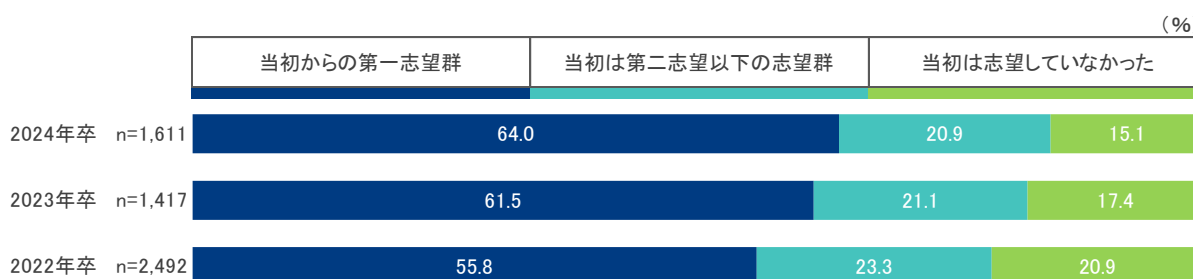 (%
当初からの第一志望群 当初は第二志望以下の志望群 当初は志望していなかった
2024年卒 n=1,611 64.0 20.9 15.1
2023年卒 n=1,417 61.5 21.1 17.4
2022年卒 n=2,492 55.8 23.3 20.9